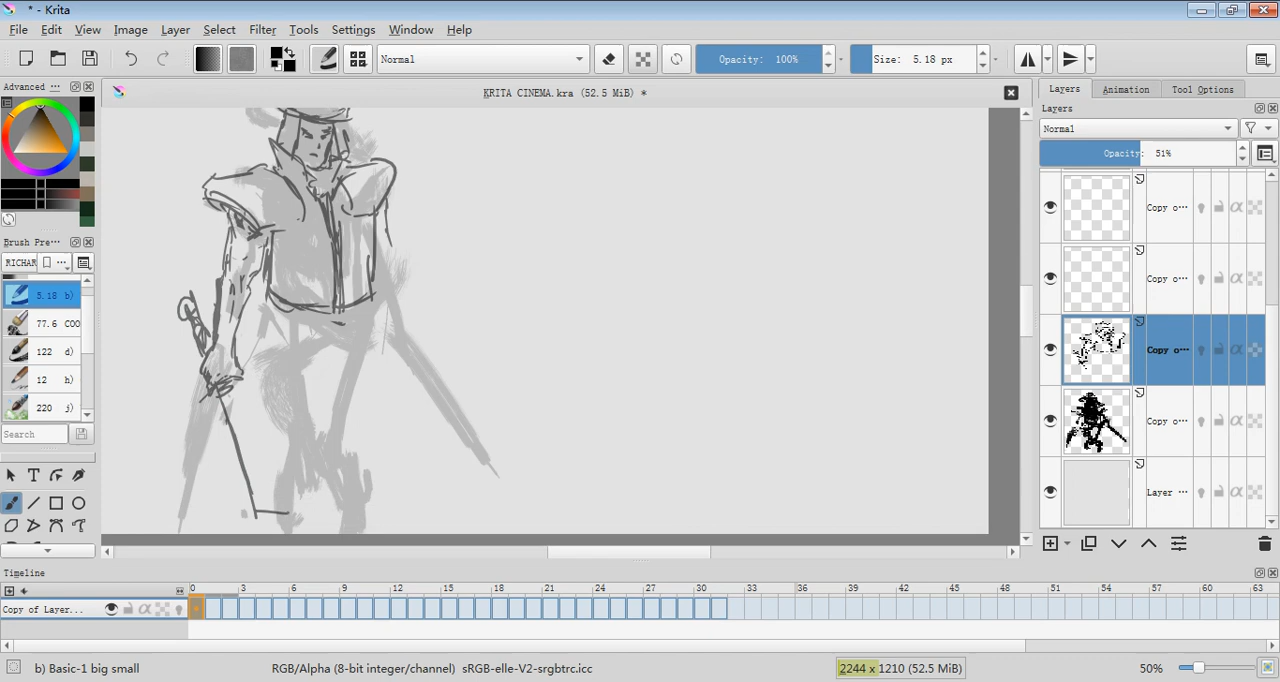 * - Krita
File Edit View Image Layer Select Filter Tools Settings Window Help
Normal Opacity: 100% Size: 5.18 px
Advanced ···
KRITA CINEMA.kra (52.5 MiB) *
Layers Animation Tool Options
Layers
Normal
Opacity: 51%
Copy o···
Copy o···
Copy o···
Copy o···
Layer ···
Brush Pre···
RICHAR ···
5.18 b)
77.6 COO
122 d)
12 h)
220 j)
Search
Timeline
0 3 6 9 12 15 18 21 24 27 30 33 36 39 42 45 48 51 54 57 60 63
Copy of Layer...
b) Basic-1 big small RGB/Alpha (8-bit integer/channel) sRGB-elle-V2-srgbtrc.icc 2244 x 1210 (52.5 MiB) 50%